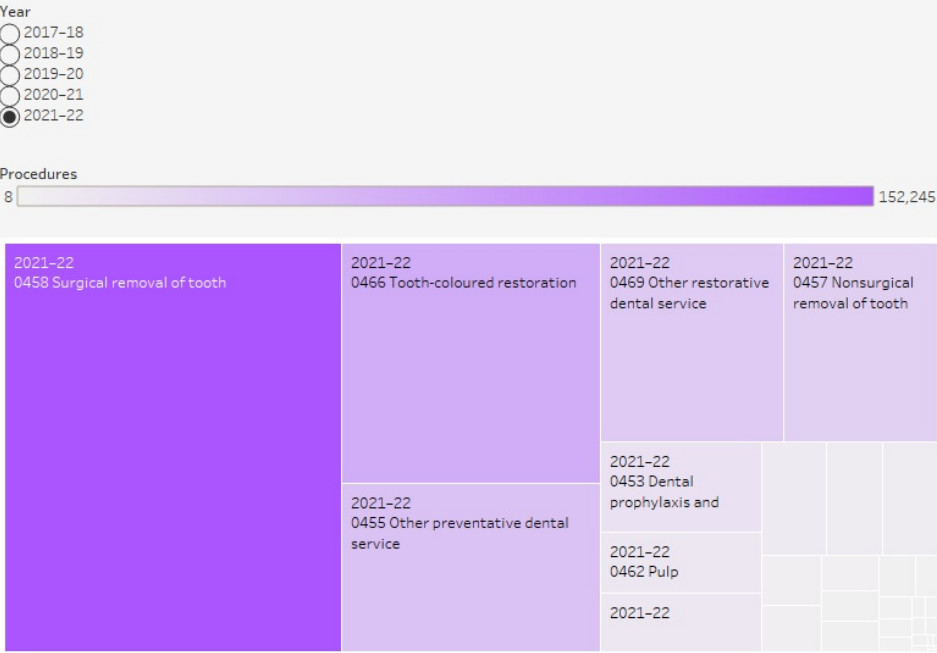 Year
2017–18
2018–19
2019–20
2020–21
2021–22
Procedures
8
152,245
2021–22
0458 Surgical removal of tooth
2021–22
0466 Tooth-coloured restoration
2021–22
0455 Other preventative dental
service
2021–22
0469 Other restorative
dental service
2021–22
0457 Nonsurgical
removal of tooth
2021–22
0453 Dental
prophylaxis and
2021–22
0462 Pulp
2021–22